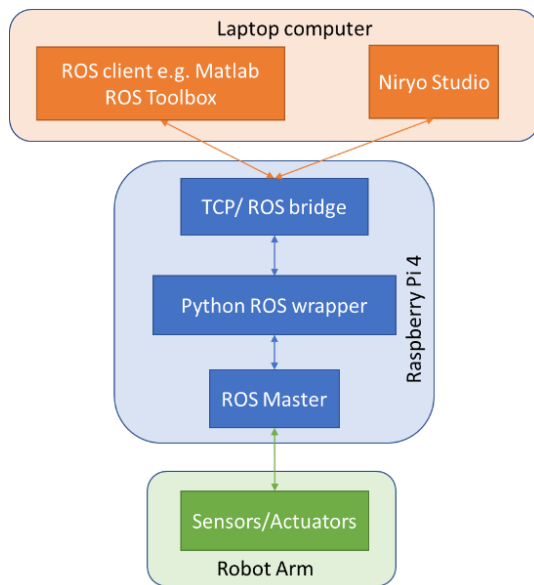 Laptop computer
ROS client e.g. Matlab
ROS Toolbox
Niryo Studio
TCP/ ROS bridge
Python ROS wrapper
ROS Master
Raspberry Pi 4
Sensors/Actuators
Robot Arm